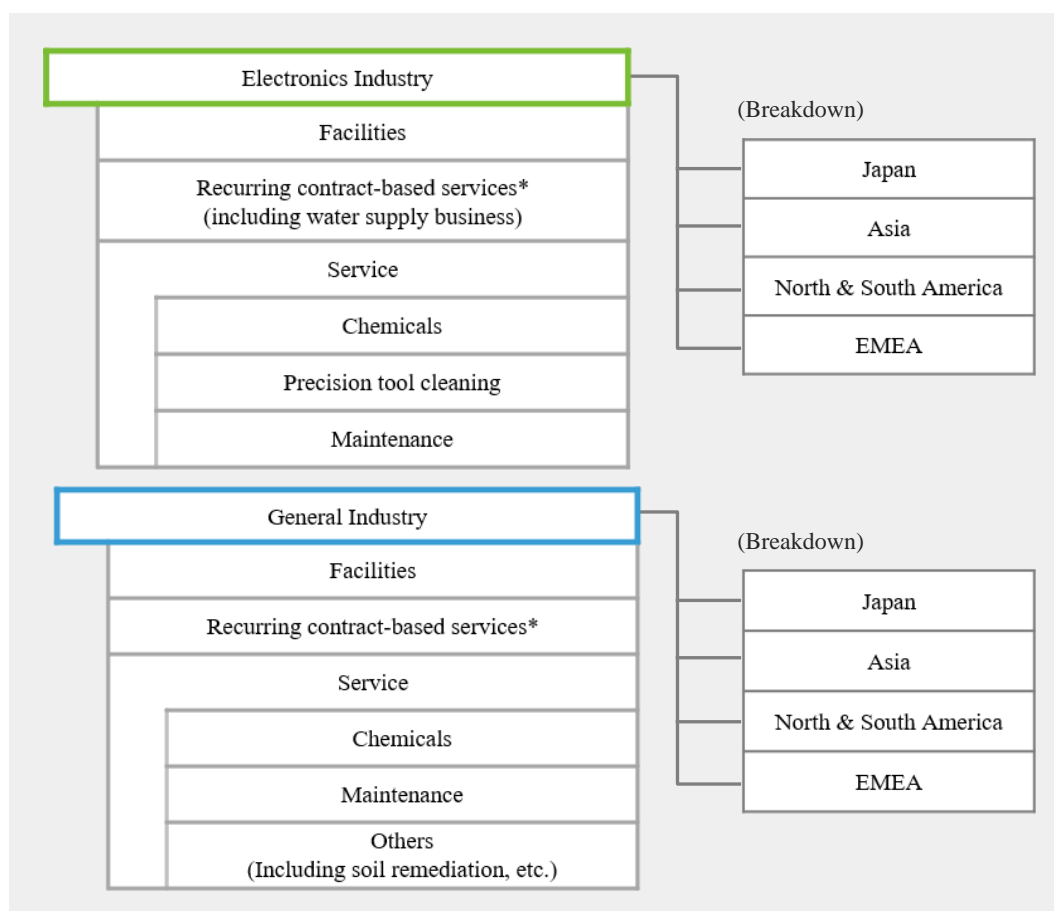 Electronics Industry
Facilities
Recurring contract-based services*
(including water supply business)
Service
Chemicals
Precision tool cleaning
Maintenance
(Breakdown)
Japan
Asia
North & South America
EMEA
General Industry
Facilities
Recurring contract-based services*
Service
Chemicals
Maintenance
Others
(Including soil remediation, etc.)
(Breakdown)
Japan
Asia
North & South America
EMEA